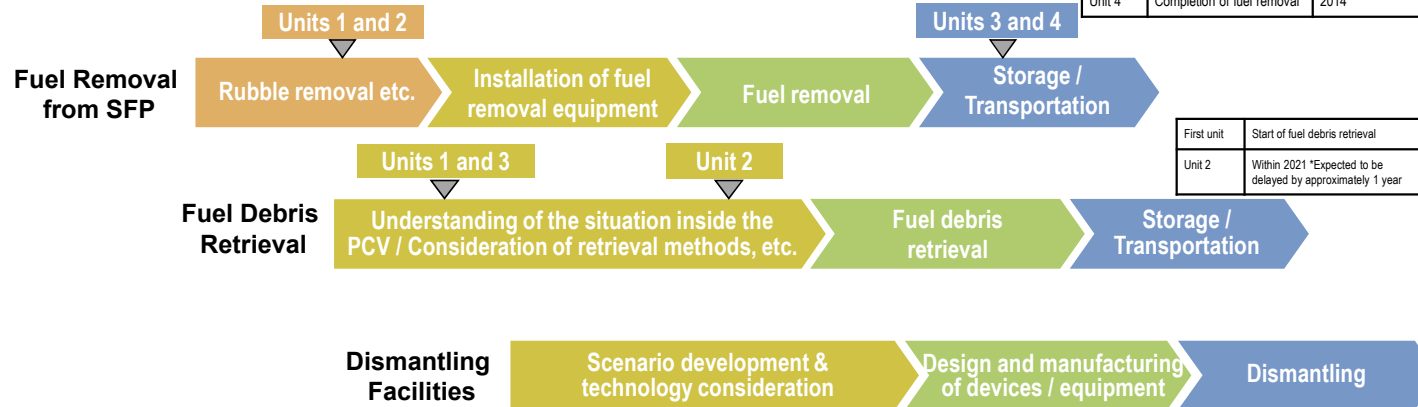 Unit 4 Completion of fuel removal 2014
Units 1 and 2
Units 3 and 4
Fuel Removal
from SFP
Rubble removal etc.
Installation of fuel
removal equipment
Fuel removal
Storage /
Transportation
First unit Start of fuel debris retrieval
Unit 2 Within 2021 *Expected to be
delayed by approximately 1 year
Units 1 and 3
Unit 2
Fuel Debris
Retrieval
Understanding of the situation inside the
PCV / Consideration of retrieval methods, etc.
Fuel debris
retrieval
Storage /
Transportation
Dismantling
Facilities
Scenario development &
technology consideration
Design and manufacturing
of devices / equipment
Dismantling